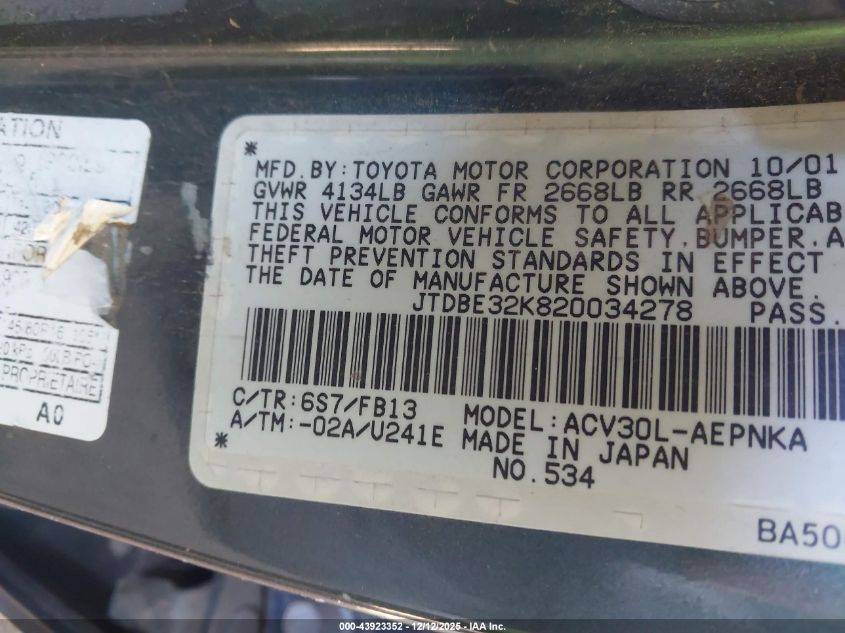 ATION
A0
PROPRIETAIRE
*
MFD.BY:TOYOTA MOTOR CORPORATION 10/01
GVWR 4134LB GAWR FR 2668LB RR 2668LB
THIS VEHICLE CONFORMS TO ALL APPLICAB
FEDERAL MOTOR VEHICLE SAFETY.BUMPER.A
THEFT PREVENTION STANDARDS IN EFFECT
THE DATE OF MANUFACTURE SHOWN ABOVE.
JTDBE32K820034278 PASS.
C/TR:6S7/FB13 MODEL:ACV30L-AEPNKA
A/TM:-02A/U241E MADE IN JAPAN
* NO.534
BA50
000-43923352 - 12/12/2025 - IAA Inc.